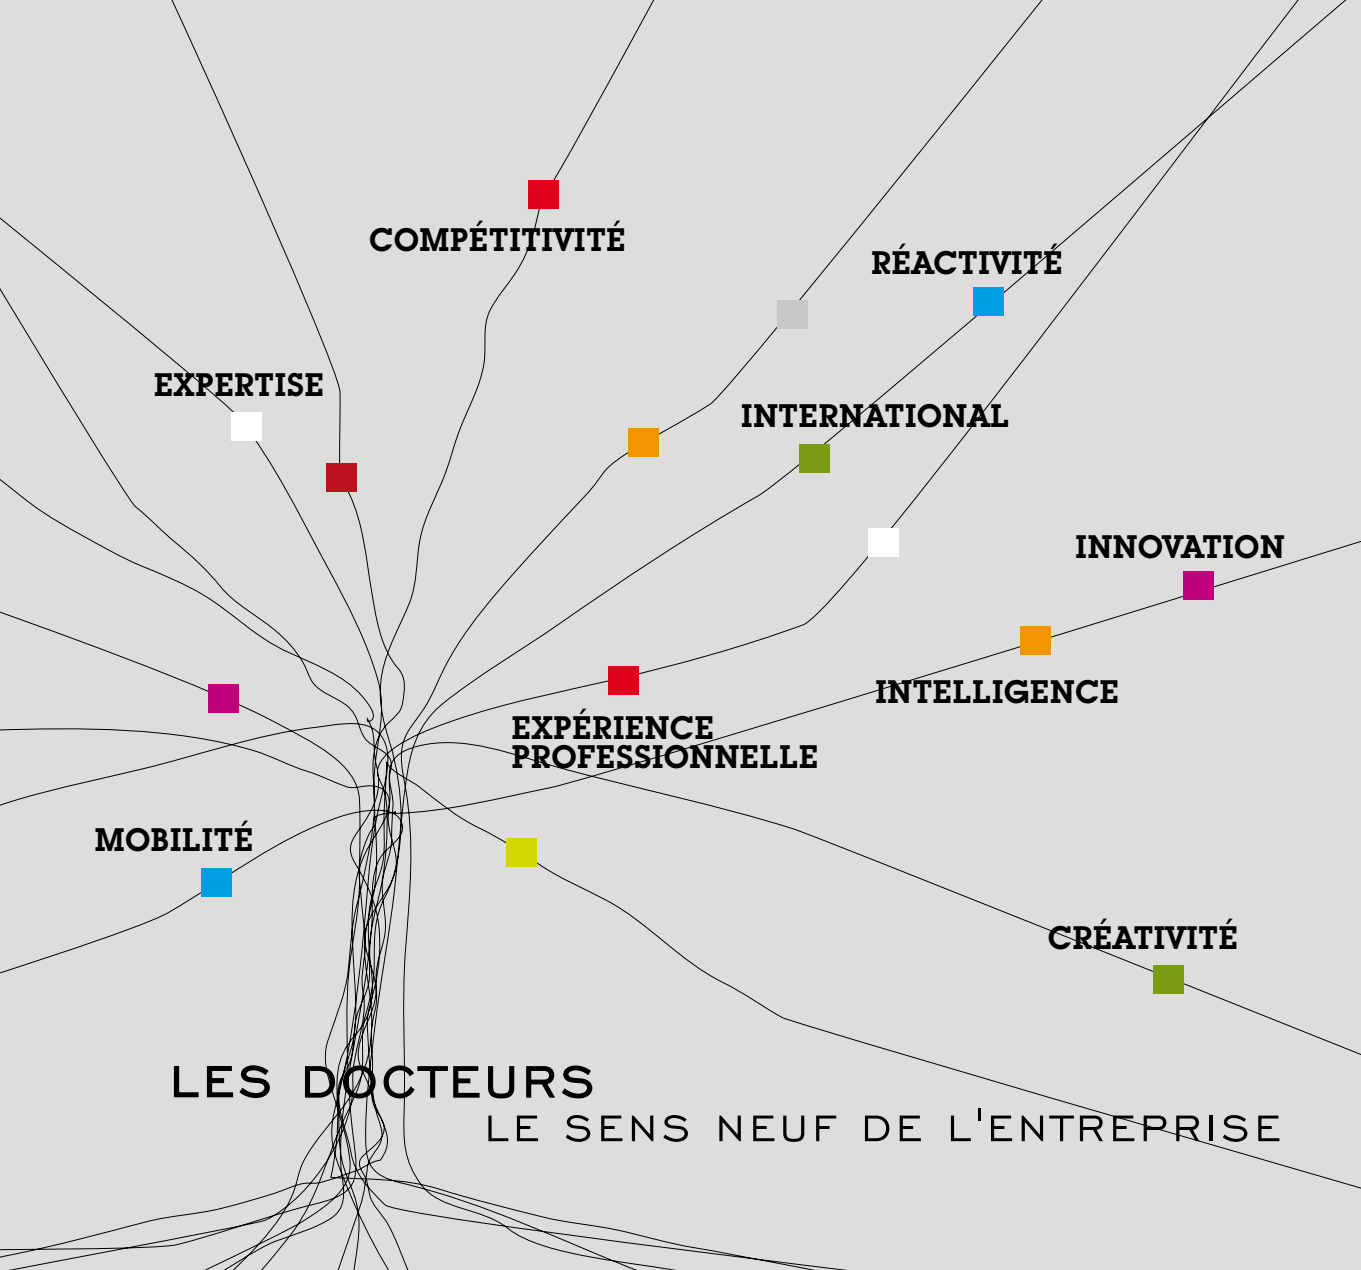 COMPÉTITIVITÉ
RÉACTIVITÉ
EXPERTISE
INTERNATIONAL
INNOVATION
INTELLIGENCE
EXPÉRIENCE
PROFESSIONNELLE
MOBILITÉ
CRÉATIVITÉ
LES DOCTEURS
LE SENS NEUF DE L'ENTREPRISE